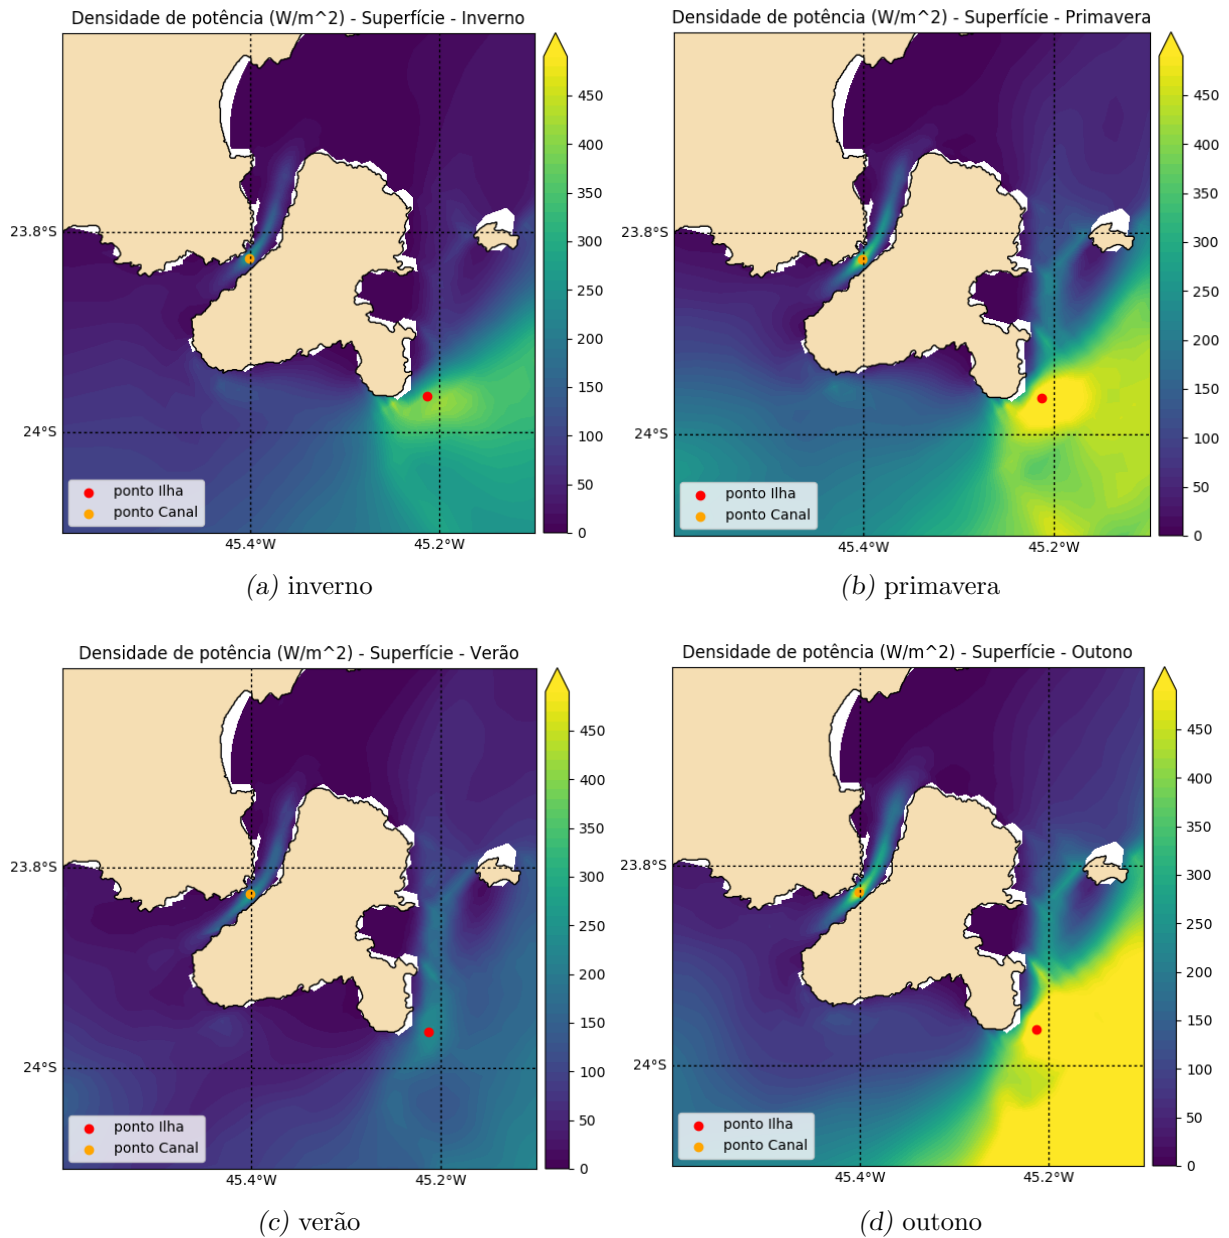 Densidade de potência (W/m^2) - Superfície - Inverno
450
400
350
300
250
200
150
100
50
0
23.8°S
24°S
45.4°W
45.2°W
ponto Ilha
ponto Canal
(a) inverno
Densidade de potência (W/m^2) - Superfície - Primavera
450
400
350
300
250
200
150
100
50
0
23.8°S
24°S
45.4°W
45.2°W
ponto Ilha
ponto Canal
(b) primavera
Densidade de potência (W/m^2) - Superfície - Verão
450
400
350
300
250
200
150
100
50
0
23.8°S
24°S
45.4°W
45.2°W
ponto Ilha
ponto Canal
(c) verão
Densidade de potência (W/m^2) - Superfície - Outono
450
400
350
300
250
200
150
100
50
0
23.8°S
24°S
45.4°W
45.2°W
ponto Ilha
ponto Canal
(d) outono